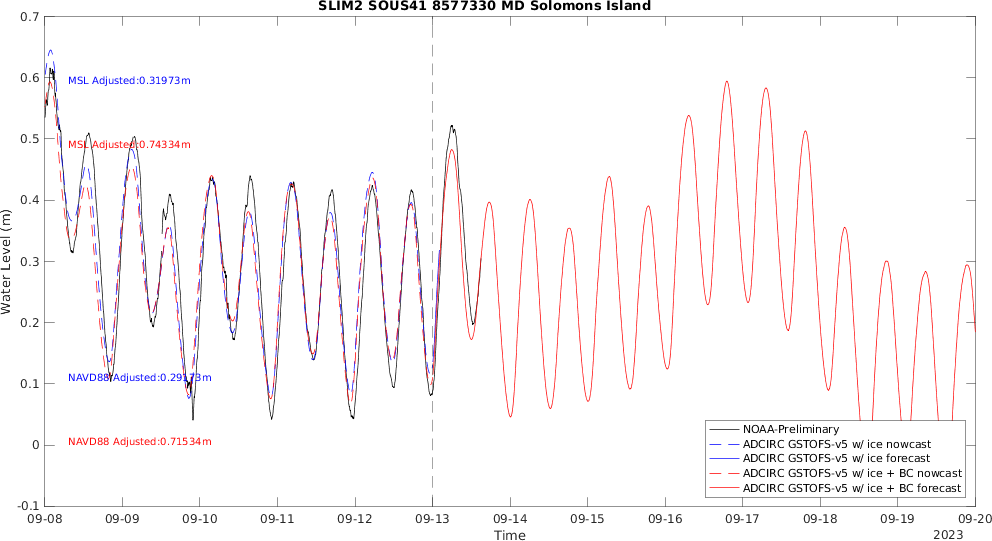 SLIM2 SOUS41 8577330 MD Solomons Island
Water Level (m)
0.7
0.6
0.5
0.4
0.3
0.2
0.1
0
-0.1
MSL Adjusted:0.31973m
MSL Adjusted:0.74334m
NAVD88 Adjusted:0.29173m
NAVD88 Adjusted:0.71534m
NOAA-Preliminary
ADCIRC GSTOFS-v5 w/ ice nowcast
ADCIRC GSTOFS-v5 w/ ice forecast
ADCIRC GSTOFS-v5 w/ ice + BC nowcast
ADCIRC GSTOFS-v5 w/ ice + BC forecast
09-08 09-09 09-10 09-11 09-12 09-13 09-14 09-15 09-16 09-17 09-18 09-19 09-20
Time
2023